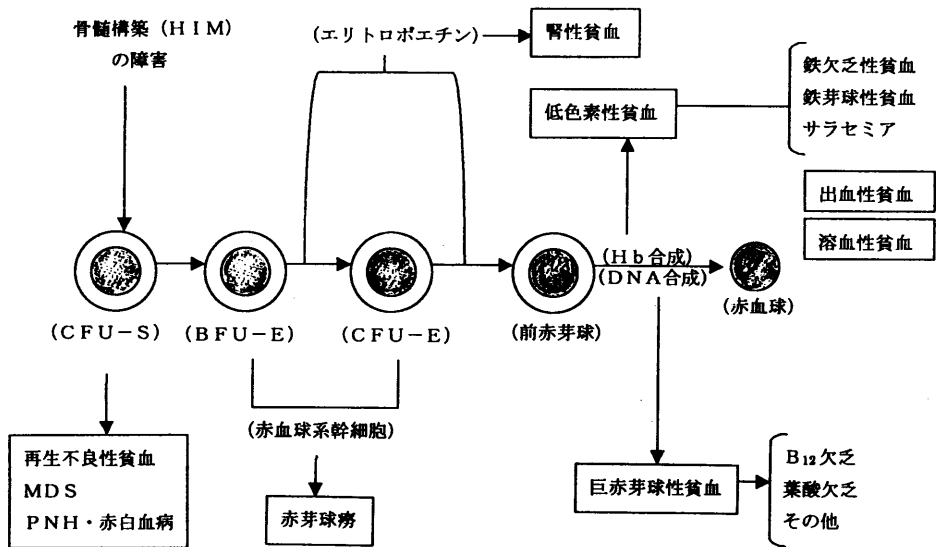 骨髄構築（ＨＩＭ）
の障害
（エリトロポエチン）
腎性貧血
低色素性貧血
鉄欠乏性貧血
鉄芽球性貧血
サラセミア
出血性貧血
溶血性貧血
（Ｈｂ合成）
（ＤＮＡ合成）
（ＣＦＵ－Ｓ）
（ＢＦＵ－Ｅ）
（ＣＦＵ－Ｅ）
（前赤芽球）
（赤血球）
（赤血球系幹細胞）
再生不良性貧血
ＭＤＳ
ＰＮＨ・赤白血病
赤芽球癆
巨赤芽球性貧血
Ｂ₁₂欠乏
葉酸欠乏
その他